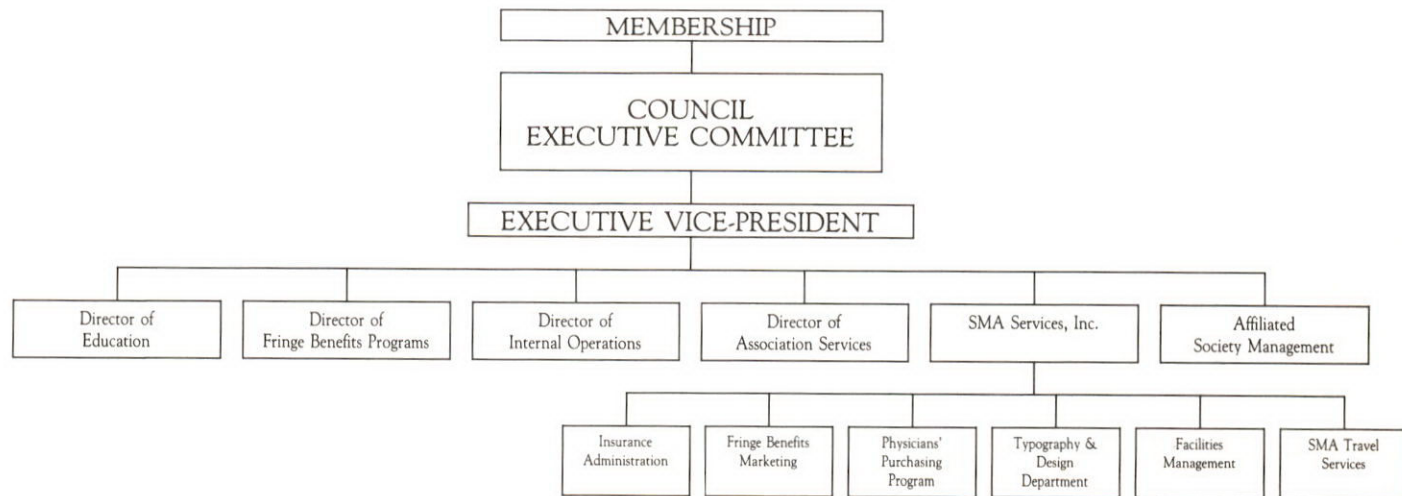 MEMBERSHIP
COUNCIL
EXECUTIVE COMMITTEE
EXECUTIVE VICE-PRESIDENT
Director of
Education
Director of
Fringe Benefits Programs
Director of
Internal Operations
Director of
Association Services
SMA Services, Inc.
Affiliated
Society Management
Insurance
Administration
Fringe Benefits
Marketing
Physicians'
Purchasing
Program
Typography &
Design
Department
Facilities
Management
SMA Travel
Services